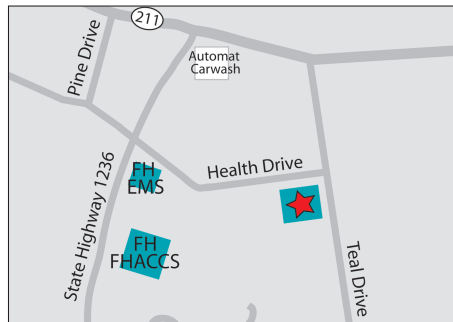 211
Pine Drive
Automat
Carwash
Health Drive
State Highway 1236
FH
EMS
FH
FHACCS
Teal Drive